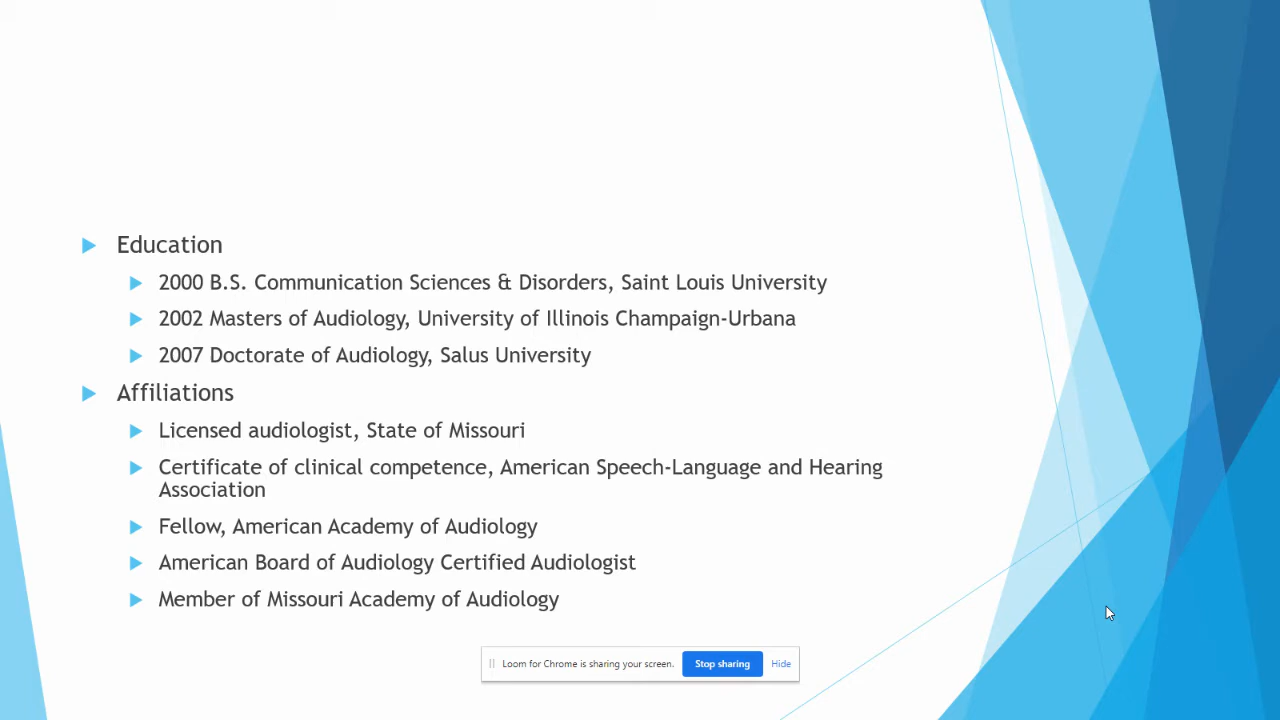 Education
2000 B.S. Communication Sciences & Disorders, Saint Louis University
2002 Masters of Audiology, University of Illinois Champaign-Urbana
2007 Doctorate of Audiology, Salus University
Affiliations
Licensed audiologist, State of Missouri
Certificate of clinical competence, American Speech-Language and Hearing
Association
Fellow, American Academy of Audiology
American Board of Audiology Certified Audiologist
Member of Missouri Academy of Audiology
Loom for Chrome is sharing your screen. Stop sharing Hide